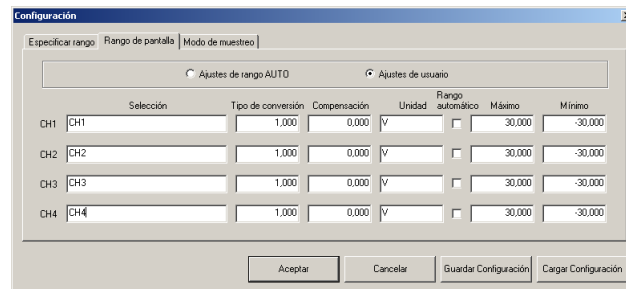 Configuración
Especificar rango Rango de pantalla Modo de muestreo
Ajustes de rango AUTO Ajustes de usuario
Selección Tipo de conversión Compensación Unidad Rango automático Máximo Mínimo
CH1 CH1 1,000 0,000 V 30,000 -30,000
CH2 CH2 1,000 0,000 V 30,000 -30,000
CH3 CH3 1,000 0,000 V 30,000 -30,000
CH4 CH4 1,000 0,000 V 30,000 -30,000
Aceptar Cancelar Guardar Configuración Cargar Configuración